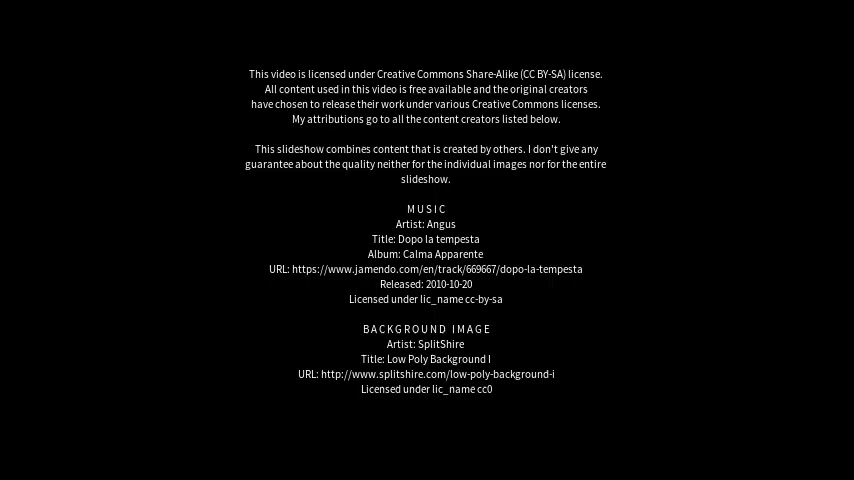 This video is licensed under Creative Commons Share-Alike (CC BY-SA) license.
All content used in this video is free available and the original creators
have chosen to release their work under various Creative Commons licenses.
My attributions go to all the content creators listed below.
This slideshow combines content that is created by others. I don't give any
guarantee about the quality neither for the individual images nor for the entire
slideshow.
MUSIC
Artist: Angus
Title: Dopo la tempesta
Album: Calma Apparente
URL: https://www.jamendo.com/en/track/669667/dopo-la-tempesta
Released: 2010-10-20
Licensed under lic_name cc-by-sa
BACKGROUND IMAGE
Artist: SplitShire
Title: Low Poly Background I
URL: http://www.splitshire.com/low-poly-background-i
Licensed under lic_name cc0